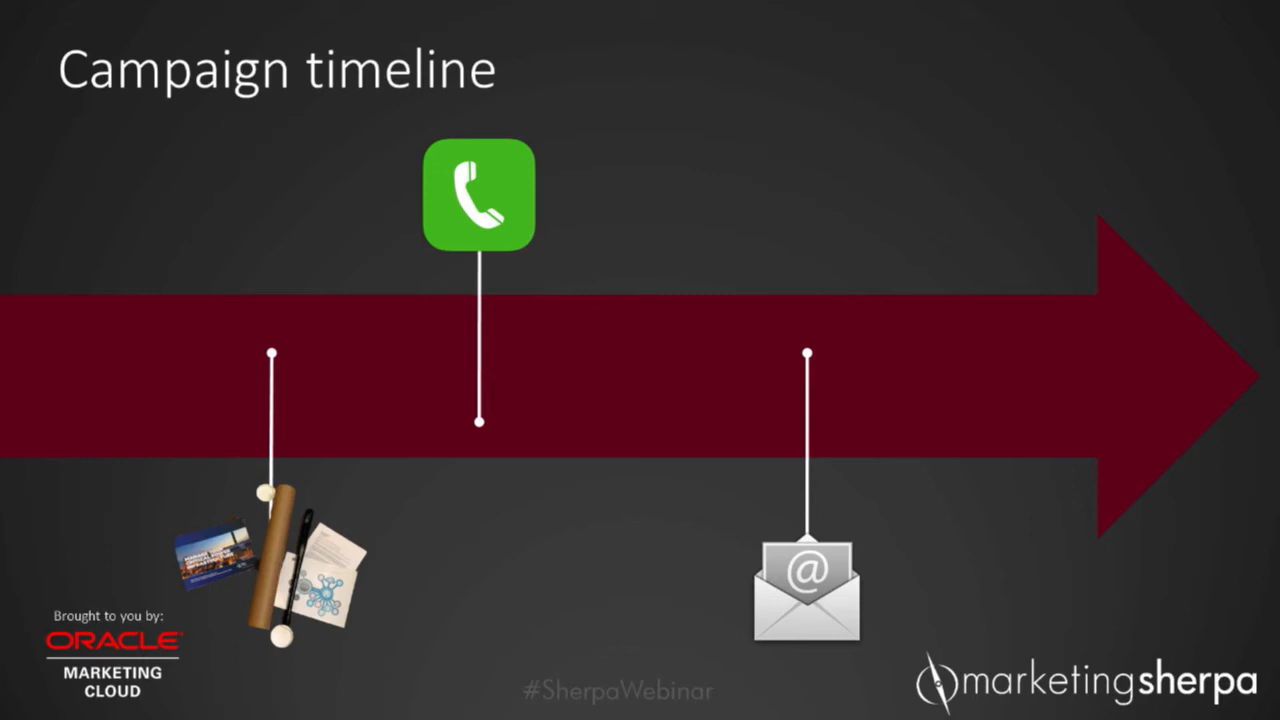 Campaign timeline
@
Brought to you by:
ORACLE
MARKETING
CLOUD
#SherpaWebinar
marketingsherpa